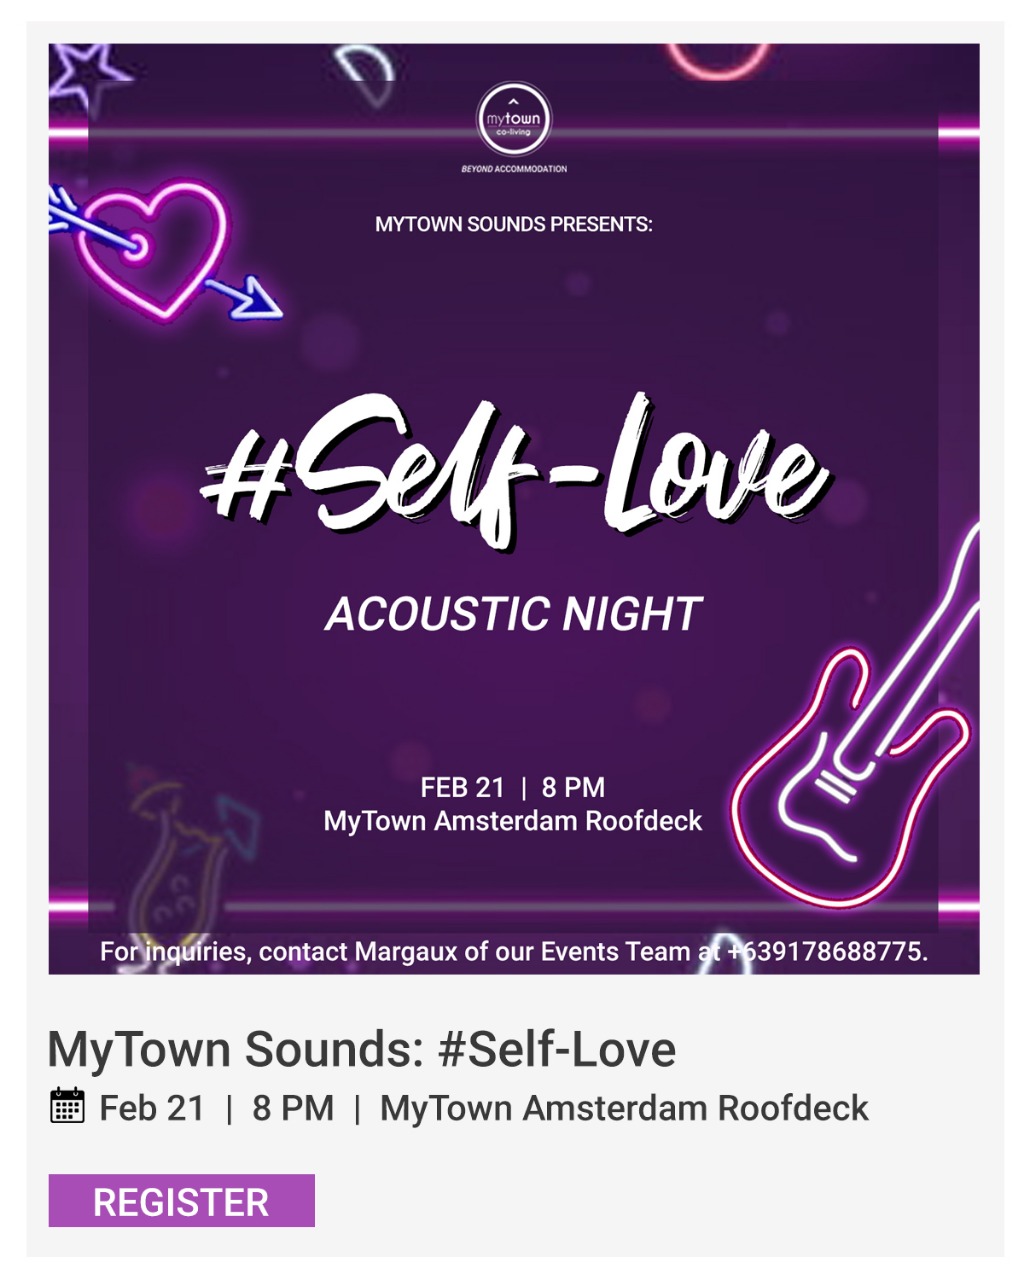 mytown
co-living
BEYOND ACCOMMODATION
MYTOWN SOUNDS PRESENTS:
#Self-Love
ACOUSTIC NIGHT
FEB 21 | 8 PM
MyTown Amsterdam Roofdeck
For inquiries, contact Margaux of our Events Team at +639178688775.
MyTown Sounds: #Self-Love
Feb 21 | 8 PM | MyTown Amsterdam Roofdeck
REGISTER